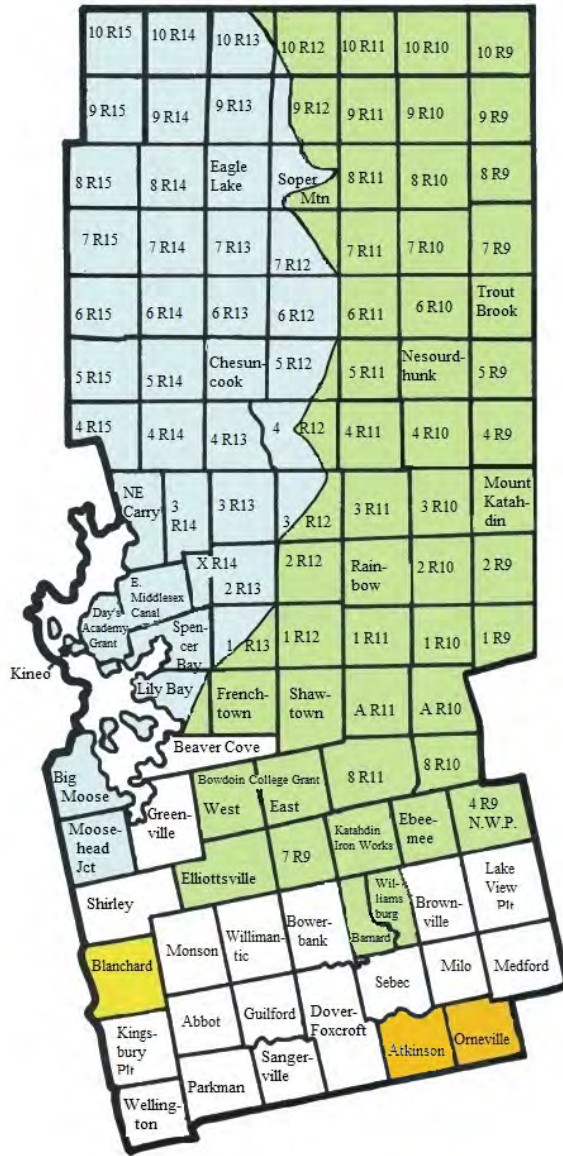 10 R15 10 R14 10 R13 10 R12 10 R11 10 R10 10 R9
9 R15 9 R14 9 R13 9 R12 9 R11 9 R10 9 R9
8 R15 8 R14 Eagle
Lake Soper
Mtn 8 R11 8 R10 8 R9
7 R15 7 R14 7 R13 7 R12 7 R11 7 R10 7 R9
6 R15 6 R14 6 R13 6 R12 6 R11 6 R10 Trout
Brook
5 R15 5 R14 Chesun-
cook 5 R12 5 R11 Nesourd-
hunk 5 R9
4 R15 4 R14 4 R13 4 R12 4 R11 4 R10 4 R9
NE
Carry 3
R14 3 R13 3 R12 3 R11 3 R10 Mount
Katah-
din
X R14 2 R13 2 R12 Rain-
bow 2 R10 2 R9
E.
Middlesex
Canal
Day's
Academy
Grant
Kineo
Spen-
cer
Bay 1 R13 1 R12 1 R11 1 R10 1 R9
Lily Bay French-
town Shaw-
town A R11 A R10
Beaver Cove
Big
Moose Green-
ville Bowdoin College Grant
West East 8 R11 8 R10
Moose-
head
Jct Elliottsville 7 R9 Katahdin
Iron Works Ebee-
mee 4 R9
N.W.P.
Shirley Monson Williman-
tic Bower-
bank Barnard Wil-
liams
burg Brown-
ville Lake
View
Plt
Blanchard Abbot Guilford Dover-
Foxcroft Sebec Milo Medford
Kings-
bury
Plt Parkman Sanger-
ville Atkinson Orneville
Welling-
ton